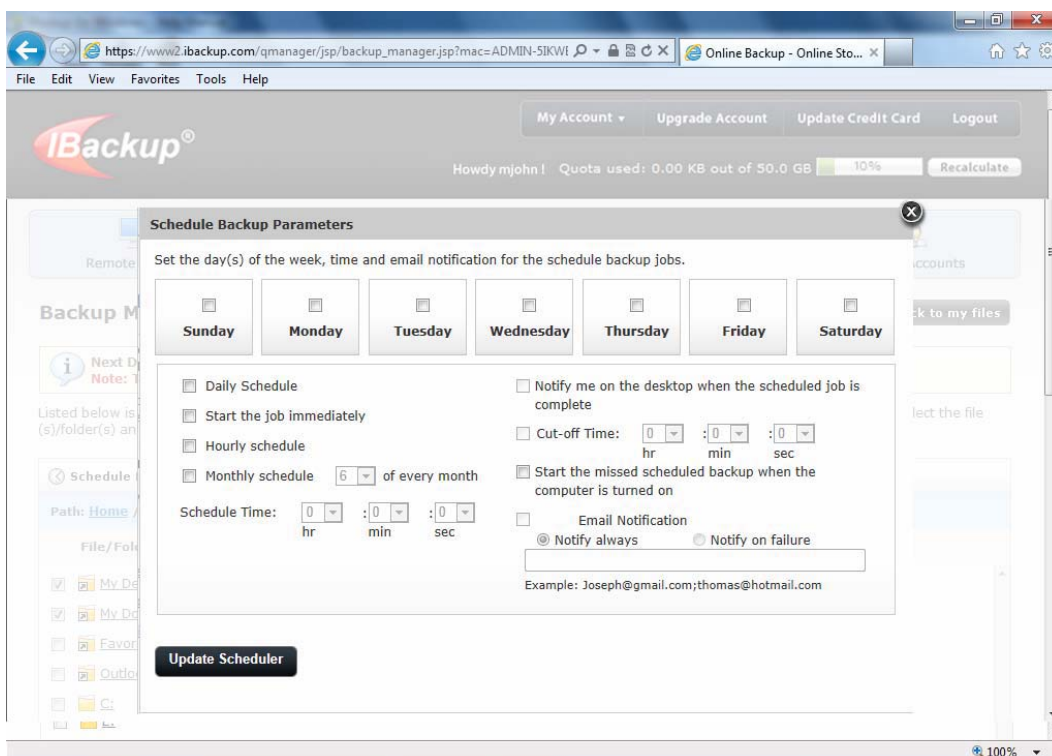 https://www2.ibackup.com/qmanager/jsp/backup_manager.jsp?mac=ADMIN-5IKWE
Online Backup - Online Sto...
File Edit View Favorites Tools Help
My Account Upgrade Account Update Credit Card Logout
IBackup®
Howdy mjohn ! Quota used: 0.00 KB out of 50.0 GB 10% Recalculate
Schedule Backup Parameters
Remote
ccounts
Set the day(s) of the week, time and email notification for the schedule backup jobs.
Backup M
ck to my files
Sunday Monday Tuesday Wednesday Thursday Friday Saturday
Next D
Note: T
Listed below is
lect the file
(s)/folder(s) an
Daily Schedule
Start the job immediately
Hourly schedule
Monthly schedule 6 of every month
Schedule Time: 0 :0 :0
hr min sec
Notify me on the desktop when the scheduled job is
complete
Cut-off Time: 0 :0 :0
hr min sec
Start the missed scheduled backup when the
computer is turned on
Email Notification
Notify always Notify on failure
Example: Joseph@gmail.com;thomas@hotmail.com
Schedule
Path: Home /
File/Fol
My De
My Do
Favor
Outlo
C:
Update Scheduler
100%